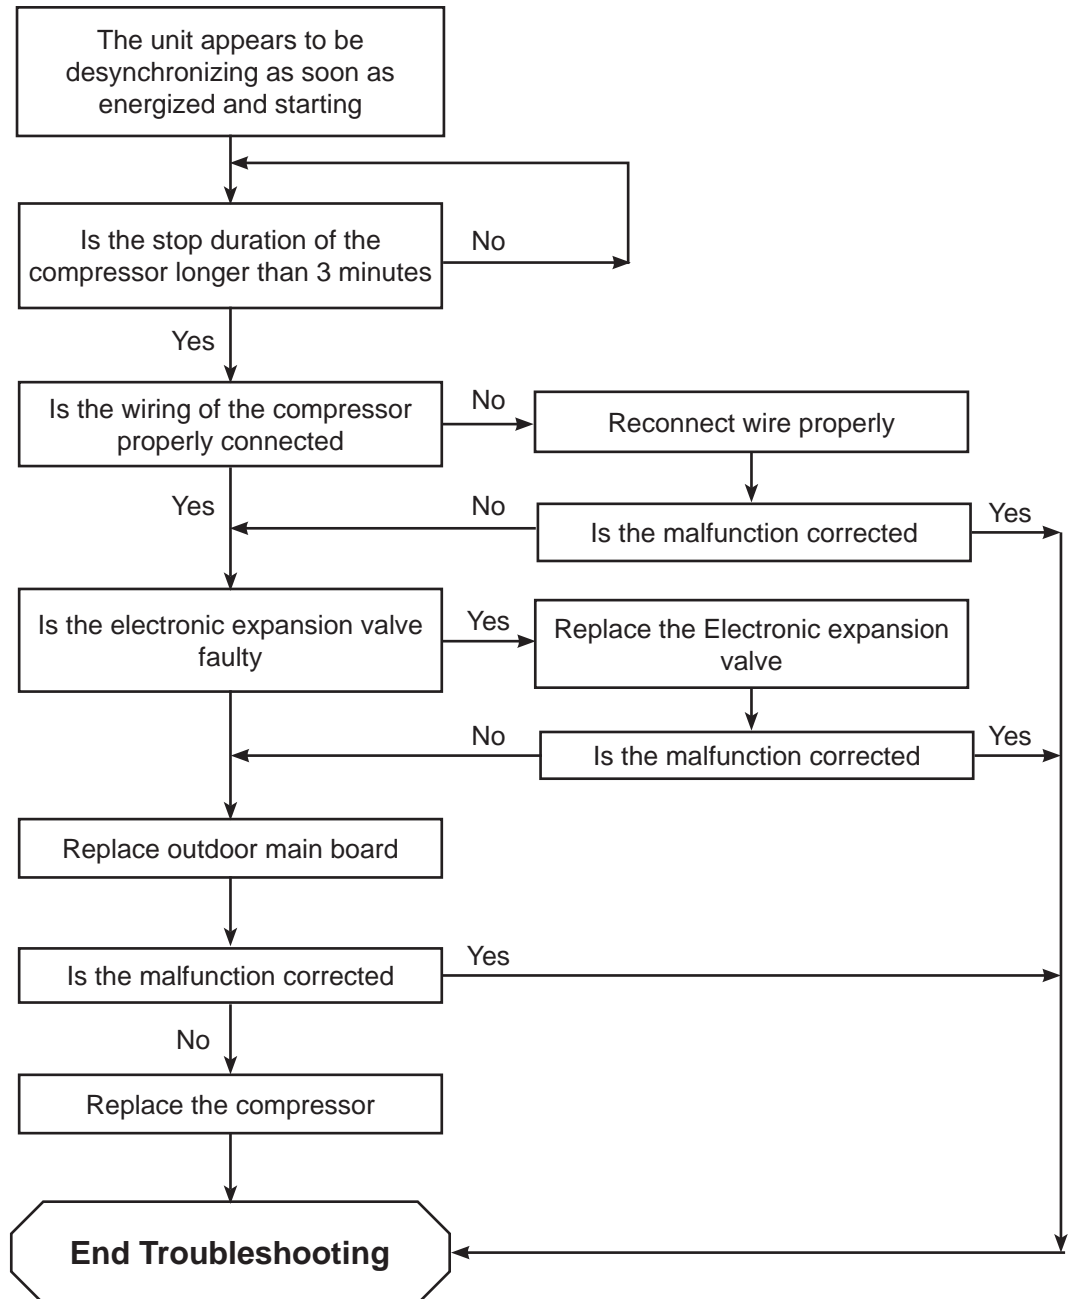 The unit appears to be
desynchronizing as soon as
energized and starting
Is the stop duration of the
compressor longer than 3 minutes
No
Yes
Is the wiring of the compressor
properly connected
No
Reconnect wire properly
Yes
No
Is the malfunction corrected
Yes
Is the electronic expansion valve
faulty
Yes
Replace the Electronic expansion
valve
No
Is the malfunction corrected
Yes
Replace outdoor main board
Is the malfunction corrected
Yes
No
Replace the compressor
End Troubleshooting